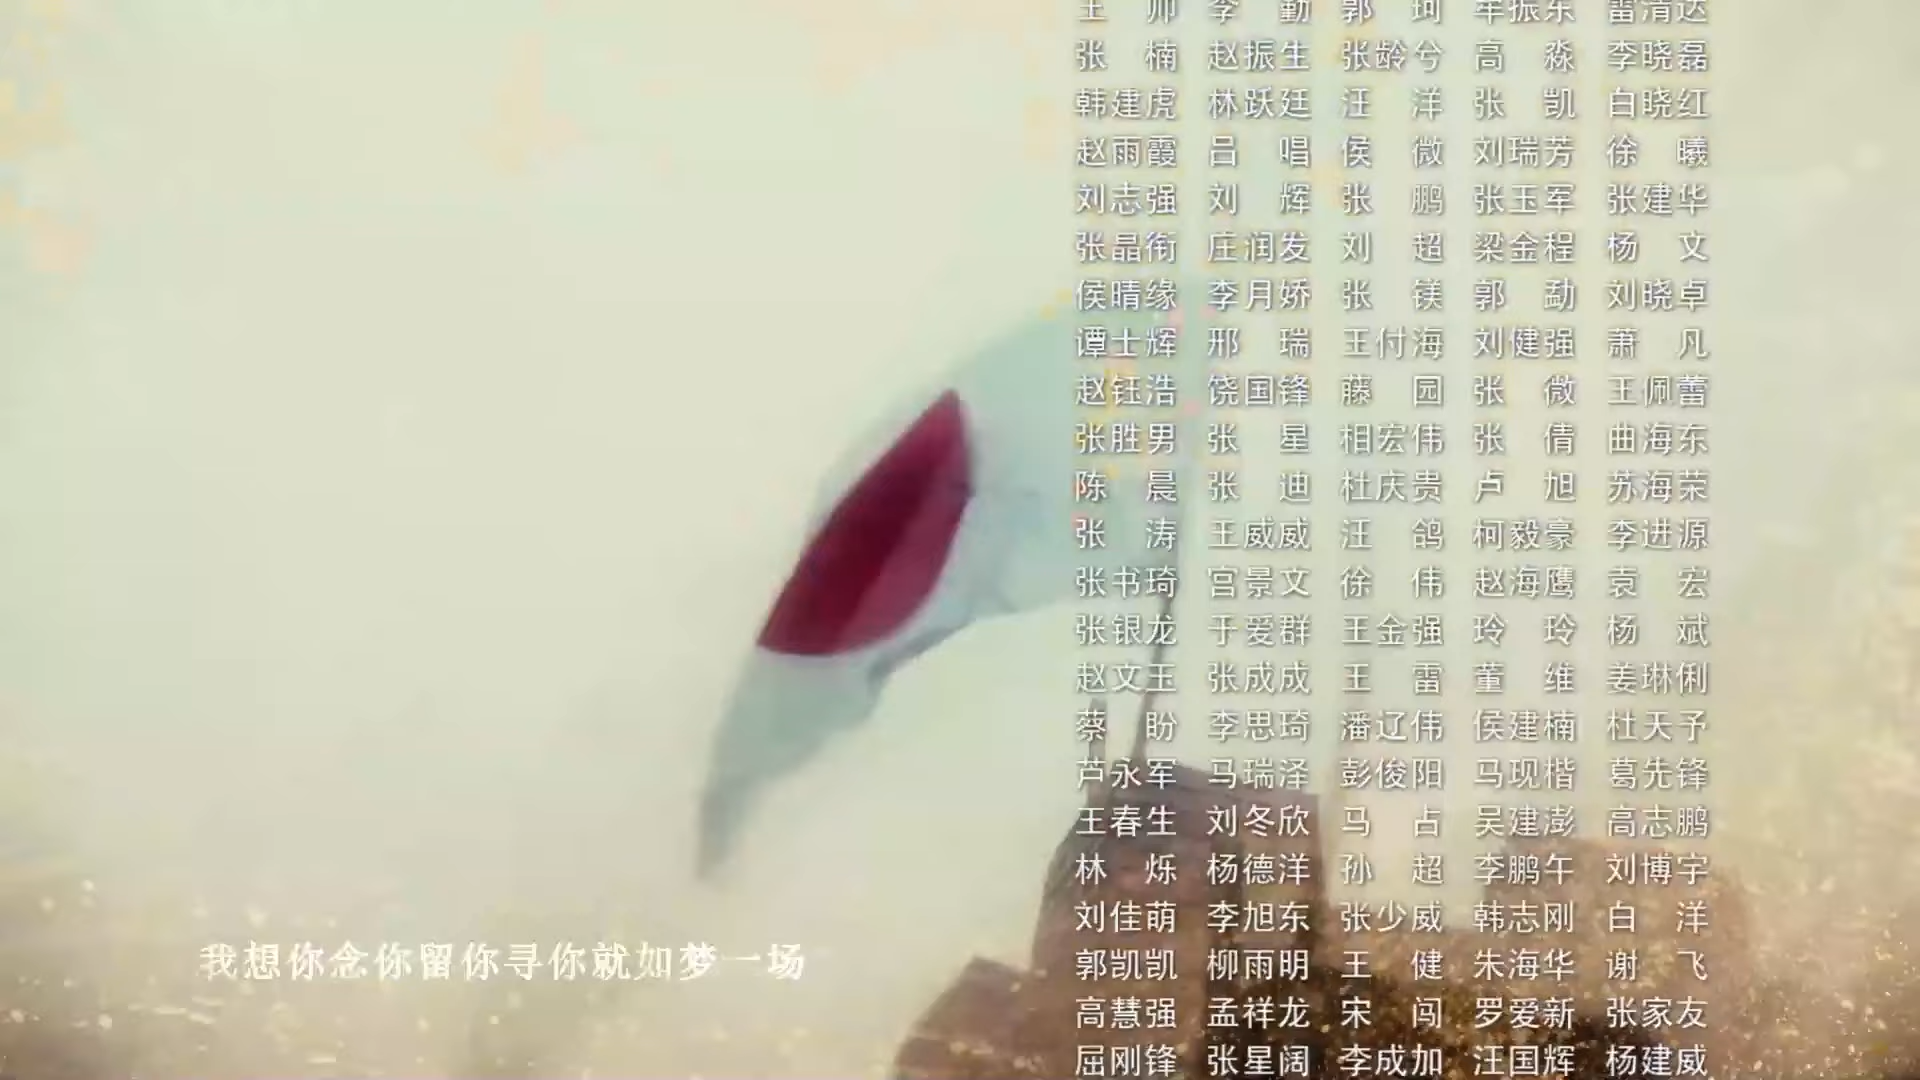 张 楠 赵振生 张龄兮 高 淼 李晓磊
韩建虎 林跃廷 汪 洋 张 凯 白晓红
赵雨霞 吕 唱 侯 微 刘瑞芳 徐 曦
刘志强 刘 辉 张 鹏 张玉军 张建华
张晶衔 庄润发 刘 超 梁金程 杨 文
侯晴缘 李月娇 张 镁 郭 勐 刘晓卓
谭士辉 邢 瑞 王付海 刘健强 萧 凡
赵钰浩 饶国锋 藤 园 张 微 王佩蕾
张胜男 张 星 相宏伟 张 倩 曲海东
陈 晨 张 迪 杜庆贵 卢 旭 苏海荣
张 涛 王威威 汪 鸽 柯毅豪 李进源
张书琦 宫景文 徐 伟 赵海鹰 袁 宏
张银龙 于爱群 王金强 玲 玲 杨 斌
赵文玉 张成成 王 雷 董 维 姜琳俐
蔡 盼 李思琦 潘辽伟 侯建楠 杜天予
芦永军 马瑞泽 彭俊阳 马现楷 葛先锋
王春生 刘冬欣 马 占 吴建澎 高志鹏
林 烁 杨德洋 孙 超 李鹏午 刘博宇
刘佳萌 李旭东 张少威 韩志刚 白 洋
郭凯凯 柳雨明 王 健 朱海华 谢 飞
高慧强 孟祥龙 宋 闯 罗爱新 张家友
屈刚锋 张星阔 李成加 汪国辉 杨建威
我想你念你留你寻你就如梦一场